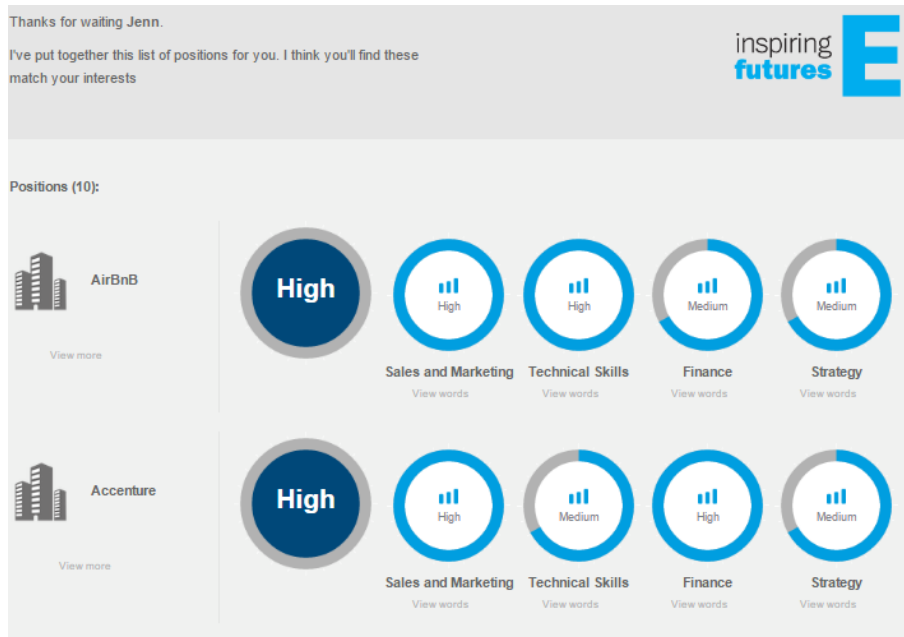 Thanks for waiting Jenn.
I've put together this list of positions for you. I think you'll find these
match your interests
inspiring
futures
E
Positions (10):
AirBnB
View more
High
High
High
Medium
Medium
Sales and Marketing
Technical Skills
Finance
Strategy
View words
View words
View words
View words
Accenture
View more
High
High
Medium
High
Medium
Sales and Marketing
Technical Skills
Finance
Strategy
View words
View words
View words
View words